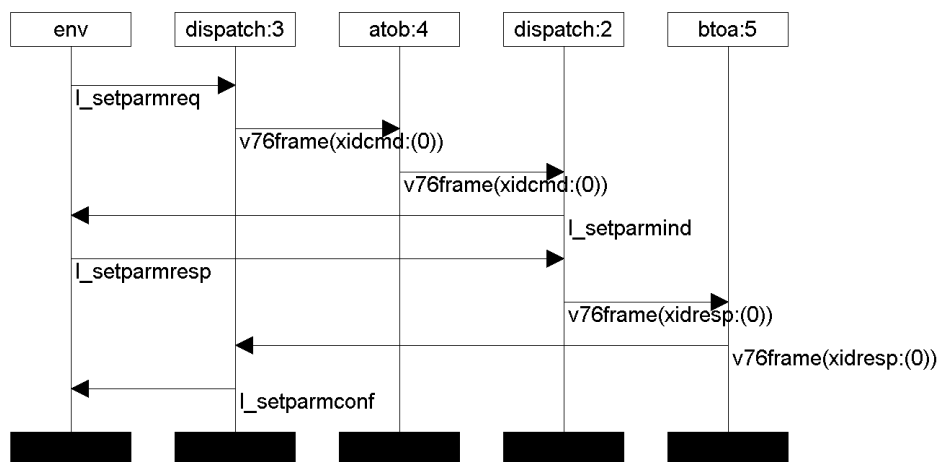 env
dispatch:3
atob:4
dispatch:2
btoa:5
l_setparmreq
v76frame(xidcmd:(0))
v76frame(xidcmd:(0))
l_setparmind
l_setparmresp
v76frame(xidresp:(0))
v76frame(xidresp:(0))
l_setparmconf